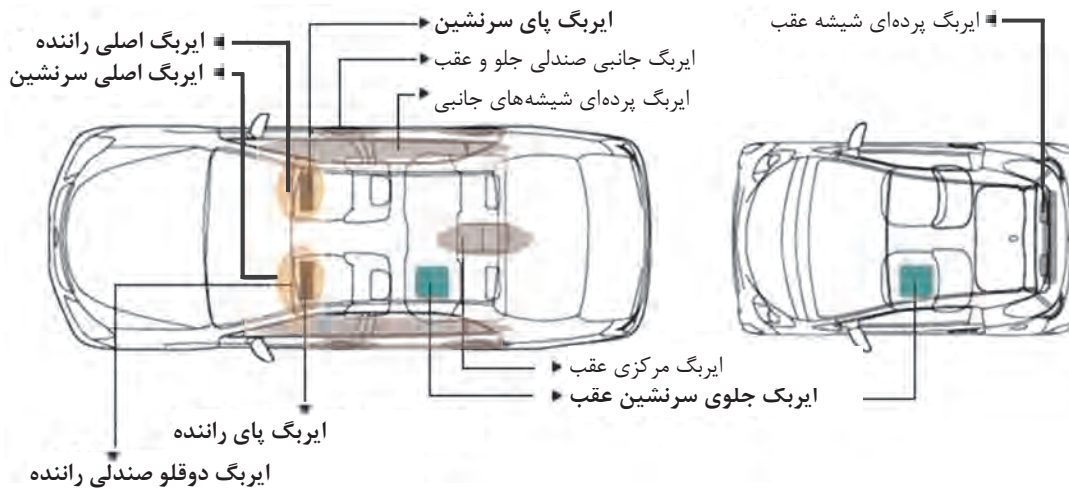 ایربگ پرده‌ای شیشه عقب
ایربگ پای سرنشین
ایربگ جانبی صندلی جلو و عقب
ایربگ پرده‌ای شیشه‌های جانبی
ایربگ اصلی راننده
ایربگ اصلی سرنشین
ایربگ مرکزی عقب
ایربک جلوی سرنشین عقب
ایربگ پای راننده
ایربگ دوقلو صندلی راننده